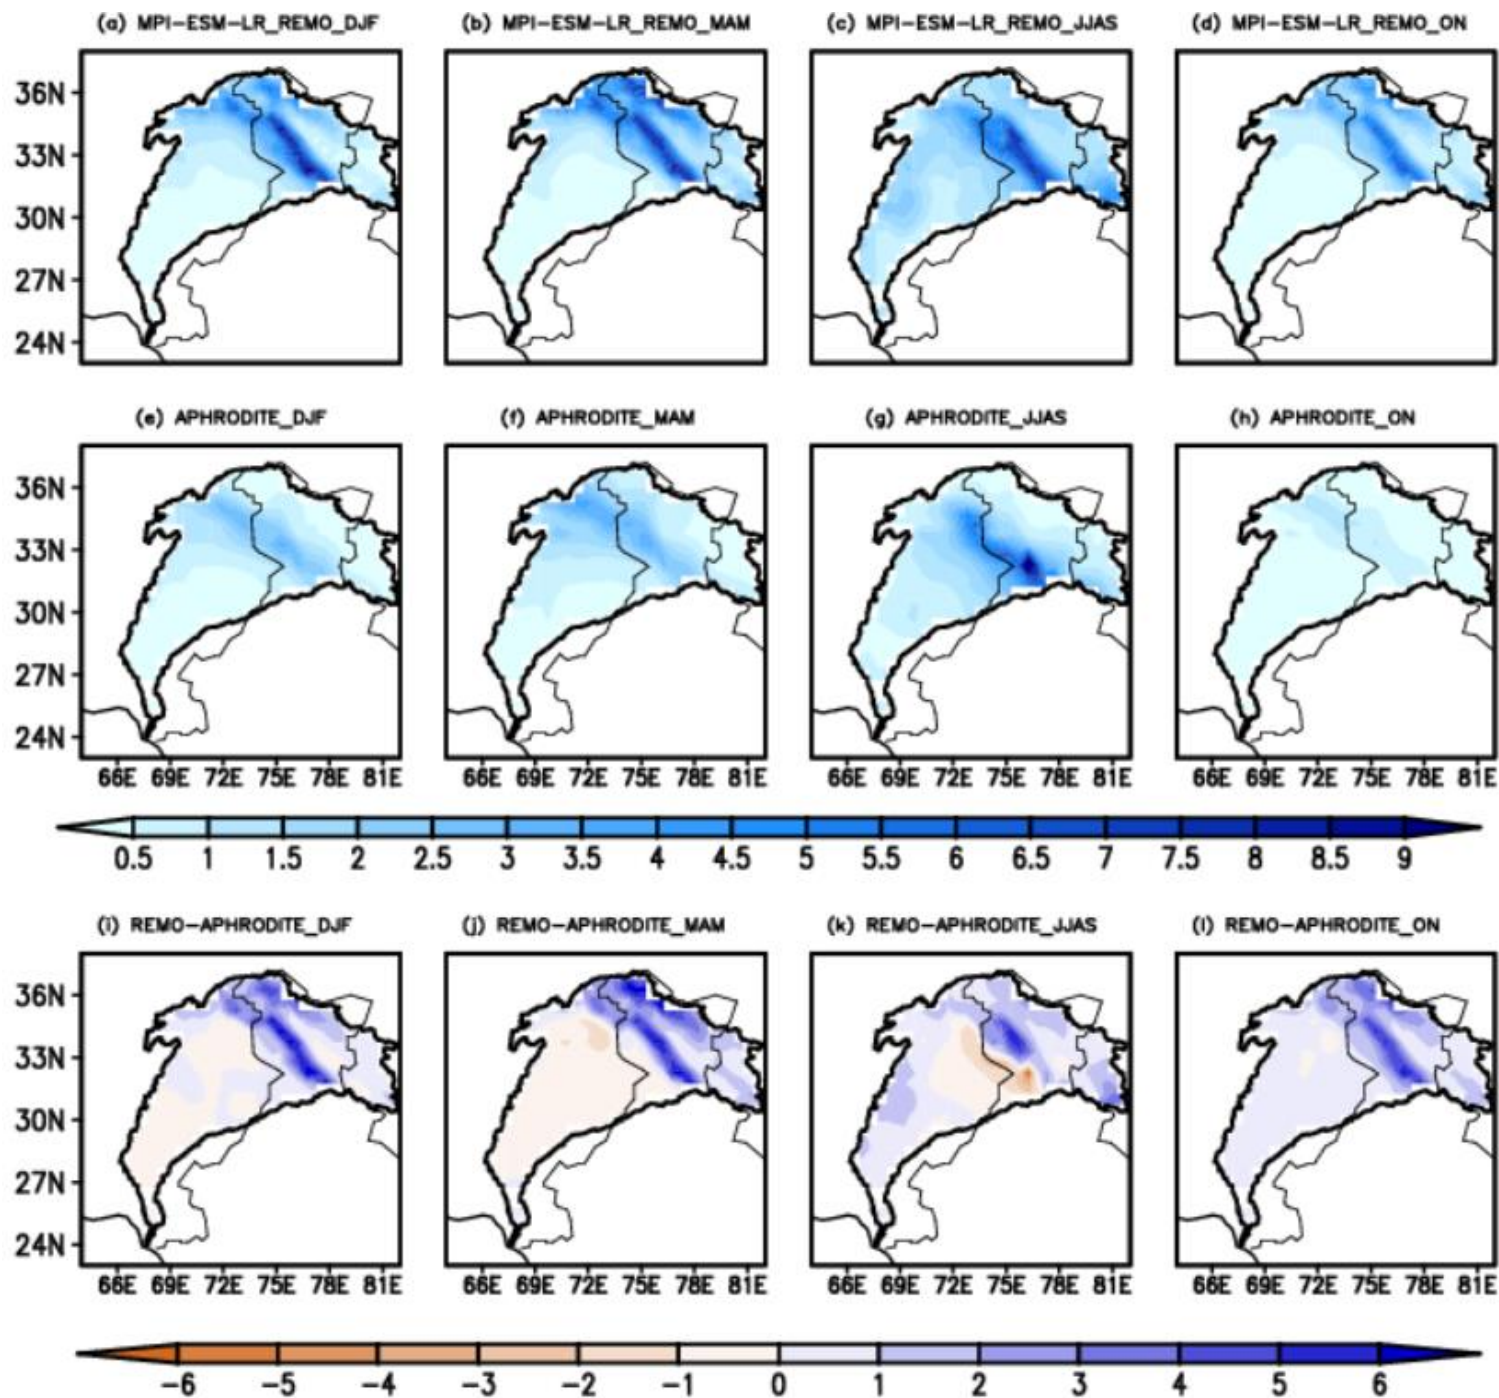 (a) MPI-ESM-LR_REMO_DJF (b) MPI-ESM-LR_REMO_MAM (c) MPI-ESM-LR_REMO_JJAS (d) MPI-ESM-LR_REMO_ON
36N
33N
30N
27N
24N
(e) APHRODITE_DJF (f) APHRODITE_MAM (g) APHRODITE_JJAS (h) APHRODITE_ON
36N
33N
30N
27N
24N
66E 69E 72E 75E 78E 81E 66E 69E 72E 75E 78E 81E 66E 69E 72E 75E 78E 81E 66E 69E 72E 75E 78E 81E
0.5 1 1.5 2 2.5 3 3.5 4 4.5 5 5.5 6 6.5 7 7.5 8 8.5 9
(i) REMO-APHRODITE_DJF (j) REMO-APHRODITE_MAM (k) REMO-APHRODITE_JJAS (l) REMO-APHRODITE_ON
36N
33N
30N
27N
24N
66E 69E 72E 75E 78E 81E 66E 69E 72E 75E 78E 81E 66E 69E 72E 75E 78E 81E 66E 69E 72E 75E 78E 81E
-6 -5 -4 -3 -2 -1 0 1 2 3 4 5 6